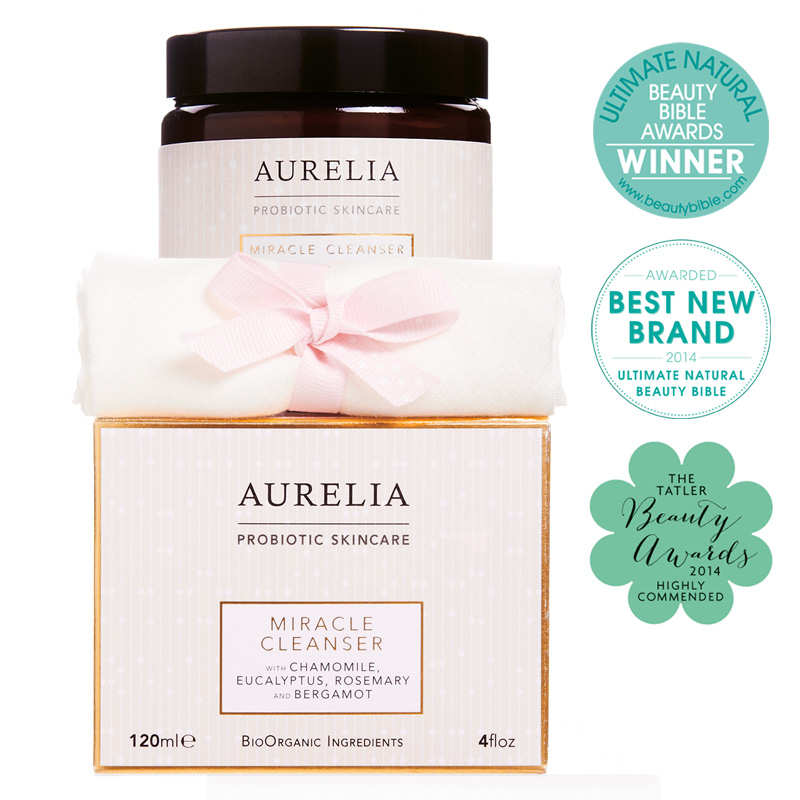 AURELIA
PROBIOTIC SKINCARE
MIRACLE CLEANSER
AURELIA
PROBIOTIC SKINCARE
MIRACLE
CLEANSER
WITH CHAMOMILE,
EUCALYPTUS, ROSEMARY
AND BERGAMOT
120ml℮ BIOORGANIC INGREDIENTS 4floz
ULTIMATE NATURAL
BEAUTY
BIBLE
AWARDS
WINNER
www.beautybible.com
AWARDED
BEST NEW
BRAND
2014
ULTIMATE NATURAL
BEAUTY BIBLE
THE
TATLER
Beauty
Awards
2014
HIGHLY
COMMENDED